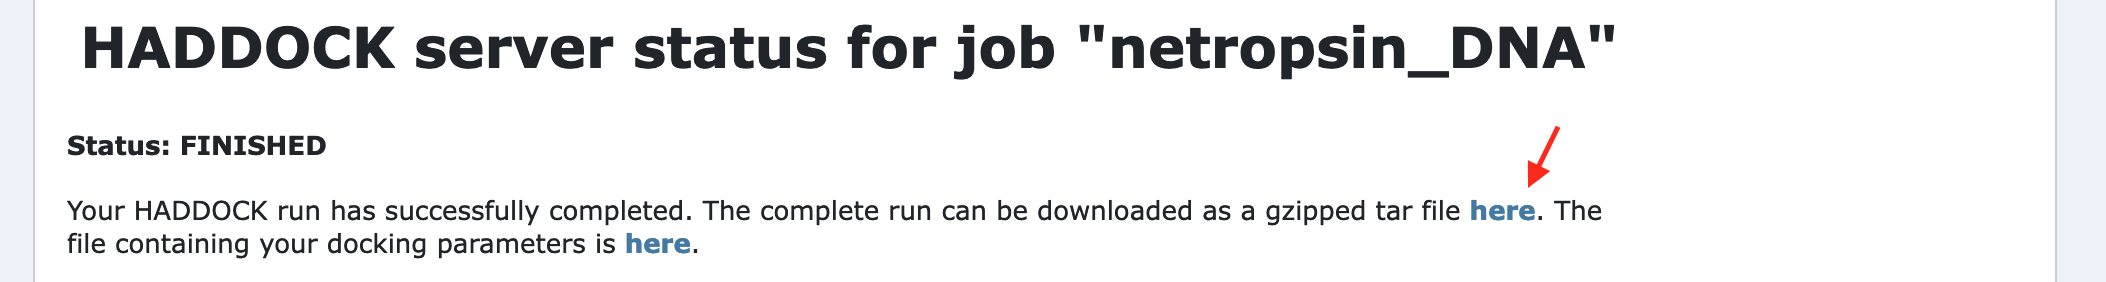 HADDOCK server status for job "netropsin_DNA"
Status: FINISHED
Your HADDOCK run has successfully completed. The complete run can be downloaded as a gzipped tar file here. The
file containing your docking parameters is here.